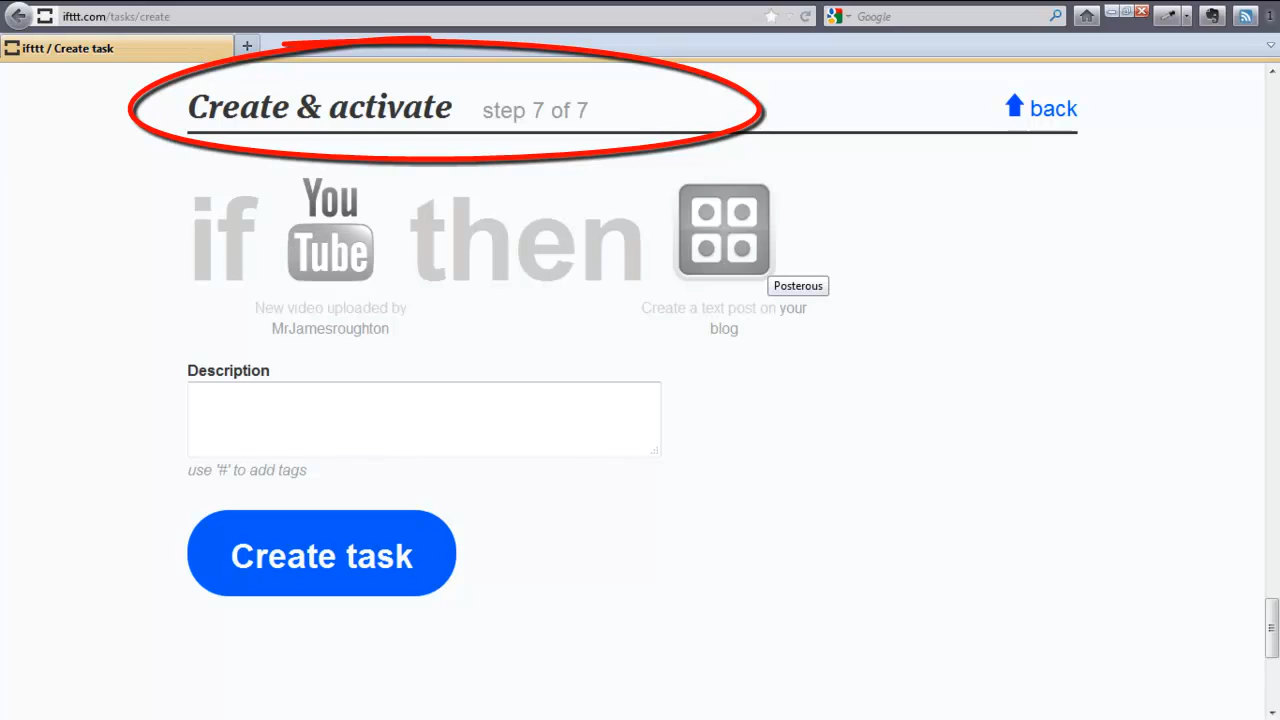 ifttt.com/tasks/create
Google
ifttt / Create task
Create & activate step 7 of 7
back
if You Tube then
Posterous
New video uploaded by
MrJamesroughton
Create a text post on your
blog
Description
use '#' to add tags
Create task